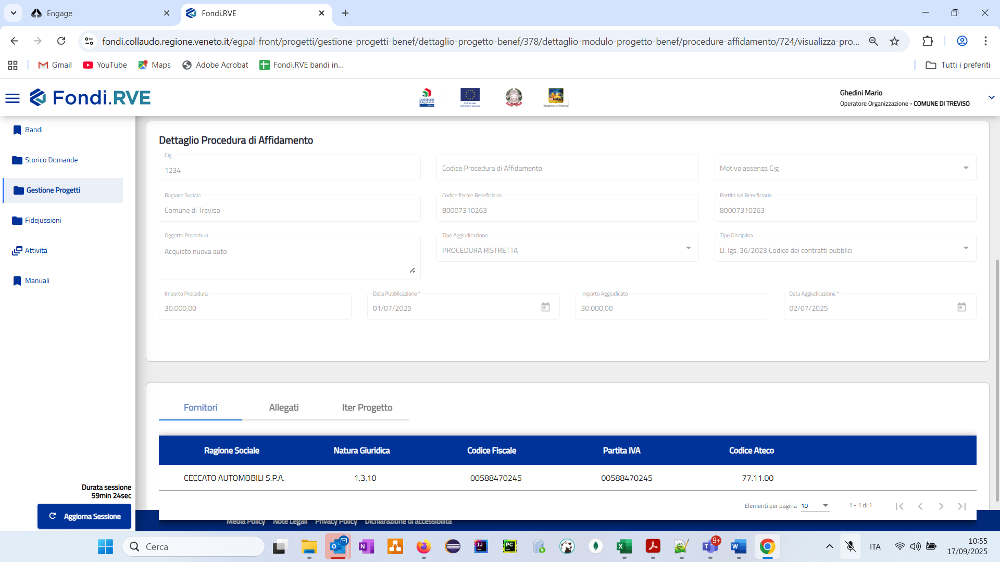 Engage
Fondi.RVE
fondi.collaudo.regione.veneto.it/egpal-front/progetti/gestione-progetti-benef/dettaglio-progetto-benef/378/dettaglio-modulo-progetto-benef/procedure-affidamento/724/visualizza-pro...
Gmail
YouTube
Maps
Adobe Acrobat
Fondi.RVE bandi in...
Tutti i preferiti
Fondi.RVE
Ghedini Mario
Operatore Organizzazione - COMUNE DI TREVISO
Bandi
Storico Domande
Gestione Progetti
Fidejussioni
Attività
Manuali
Durata sessione
59min 24sec
Aggiorna Sessione
Dettaglio Procedura di Affidamento
Cig
1234
Codice Procedura di Affidamento
Motivo assenza Cig
Ragione Sociale
Comune di Treviso
Codice fiscale Beneficiario
80007310263
Partita Iva Beneficiario
80007310263
Oggetto Procedura
Acquisto nuova auto
Tipo Aggiudicazione
PROCEDURA RISTRETTA
Tipo Disciplina
D. lgs. 36/2023 Codice dei contratti pubblici
Importo Procedura
30.000,00
Data Pubblicazione *
01/07/2025
Importo Aggiudicato
30.000,00
Data Aggiudicazione *
02/07/2025
Fornitori Allegati Iter Progetto
Ragione Sociale Natura Giuridica Codice Fiscale Partita IVA Codice Ateco
CECCATO AUTOMOBILI S.P.A. 1.3.10 00588470245 00588470245 77.11.00
Elementi per pagina 10 1 - 1 di 1
Media Policy Note Legali Privacy Policy Dichiarazione di accessibilità
Cerca
9+
ITA
10:55
17/09/2025